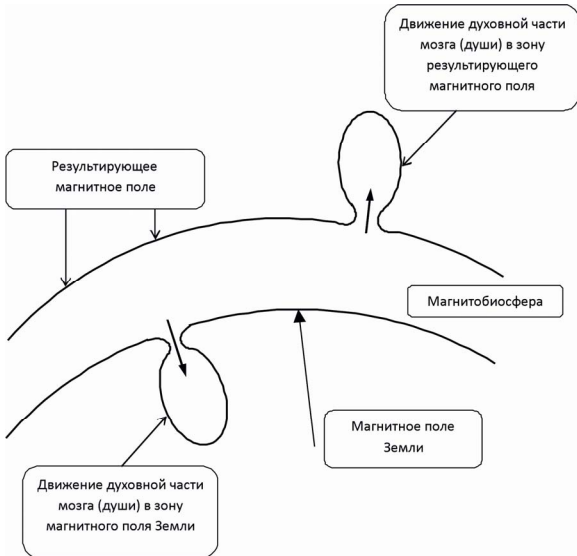 Движение духовной части
мозга (души) в зону
результирующего
магнитного поля
Результирующее
магнитное поле
Магнитобиосфера
Магнитное поле
Земли
Движение духовной части
мозга (души) в зону
магнитного поля Земли